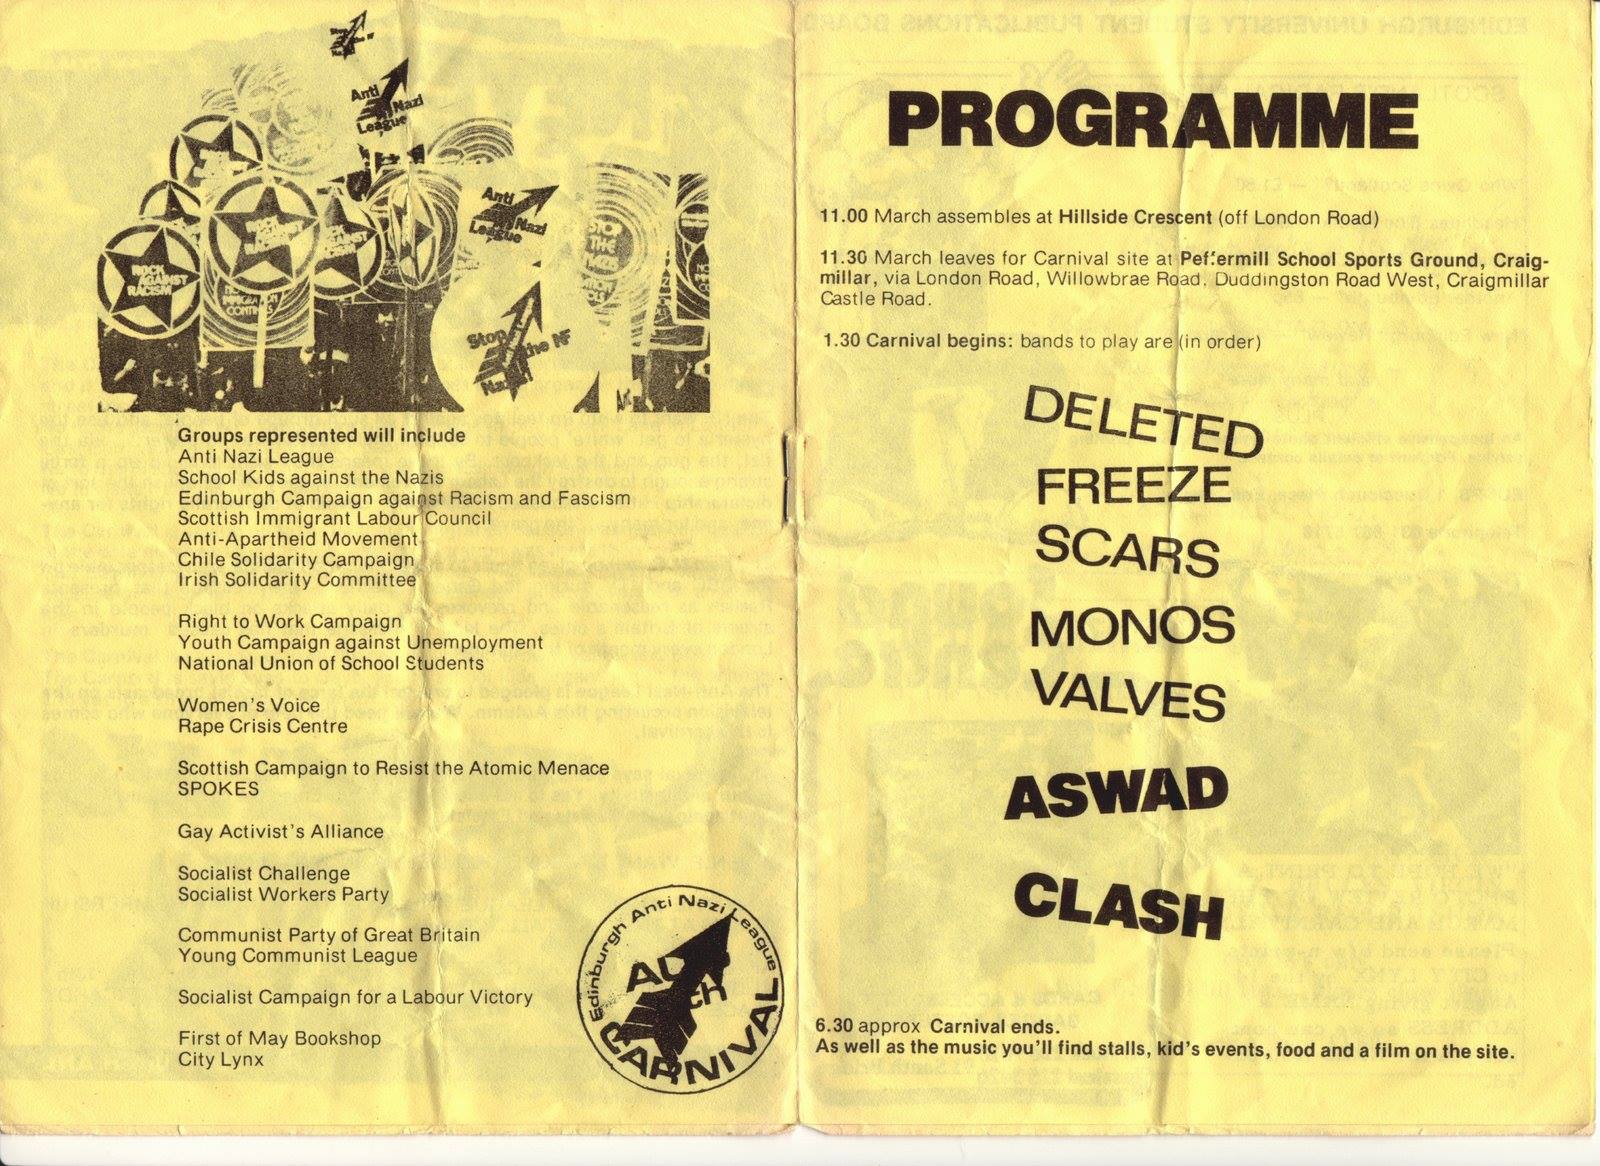 Anti
Nazi
League
Anti
Nazi
League
ROCK
AGAINST
RACISM
STOP
THE
Stop
the NF
Nazis!
Groups represented will include
Anti Nazi League
School Kids against the Nazis
Edinburgh Campaign against Racism and Fascism
Scottish Immigrant Labour Council
Anti-Apartheid Movement
Chile Solidarity Campaign
Irish Solidarity Committee
Right to Work Campaign
Youth Campaign against Unemployment
National Union of School Students
Women's Voice
Rape Crisis Centre
Scottish Campaign to Resist the Atomic Menace
SPOKES
Gay Activist's Alliance
Socialist Challenge
Socialist Workers Party
Communist Party of Great Britain
Young Communist League
Socialist Campaign for a Labour Victory
First of May Bookshop
City Lynx
Edinburgh Anti Nazi League
CARNIVAL
PROGRAMME
11.00 March assembles at Hillside Crescent (off London Road)
11.30 March leaves for Carnival site at Peffermill School Sports Ground, Craig-
millar, via London Road, Willowbrae Road, Duddingston Road West, Craigmillar
Castle Road.
1.30 Carnival begins: bands to play are (in order)
DELETED
FREEZE
SCARS
MONOS
VALVES
ASWAD
CLASH
6.30 approx Carnival ends.
As well as the music you'll find stalls, kid's events, food and a film on the site.